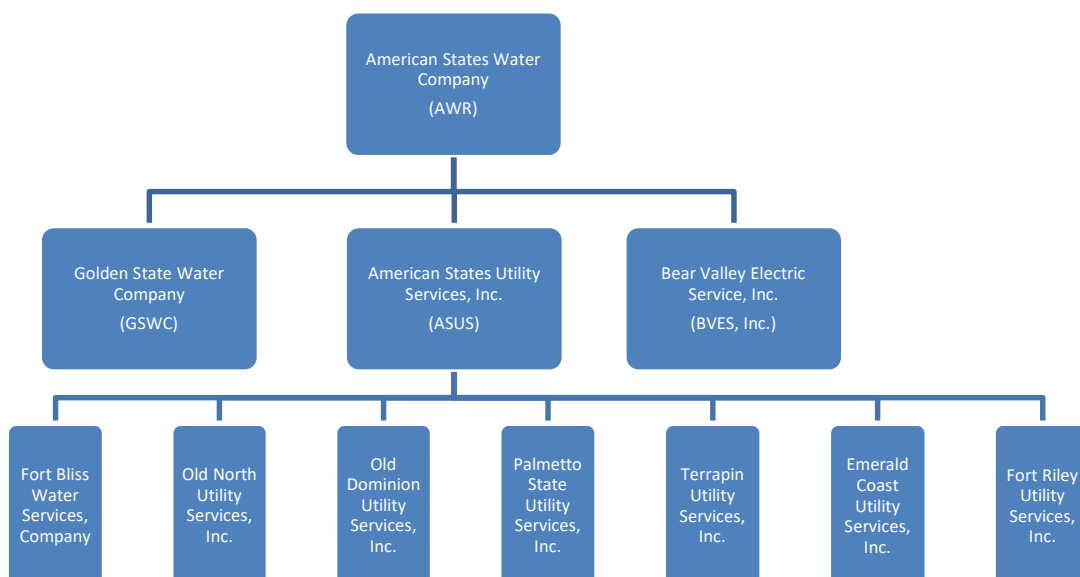 American States Water
Company
(AWR)
Golden State Water
Company
(GSWC)
American States Utility
Services, Inc.
(ASUS)
Bear Valley Electric
Service, Inc.
(BVES, Inc.)
Fort Bliss
Water
Services,
Company
Old North
Utility
Services,
Inc.
Old
Dominion
Utility
Services,
Inc.
Palmetto
State
Utility
Services,
Inc.
Terrapin
Utility
Services,
Inc.
Emerald
Coast
Utility
Services,
Inc.
Fort Riley
Utility
Services,
Inc.